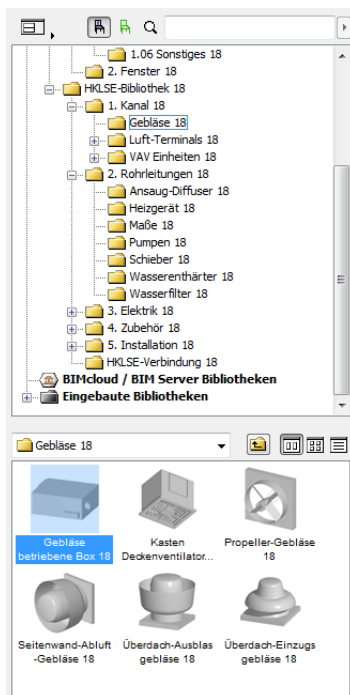 1.06 Sonstiges 18
2. Fenster 18
HKLSE-Bibliothek 18
1. Kanal 18
Gebläse 18
Luft-Terminals 18
VAV Einheiten 18
2. Rohrleitungen 18
Ansaug-Diffuser 18
Heizgerät 18
Maße 18
Pumpen 18
Schieber 18
Wasserenthärter 18
Wasserfilter 18
3. Elektrik 18
4. Zubehör 18
5. Installation 18
HKLSE-Verbindung 18
BIMcloud / BIM Server Bibliotheken
Eingebaute Bibliotheken
Gebläse 18
Gebläse
betriebene Box 18
Kasten
Deckenventilator...
Propeller-Gebläse
18
Seitenwand-Abluft
-Gebläse 18
Überdach-Ausblas
gebläse 18
Überdach-Einzugs
gebläse 18